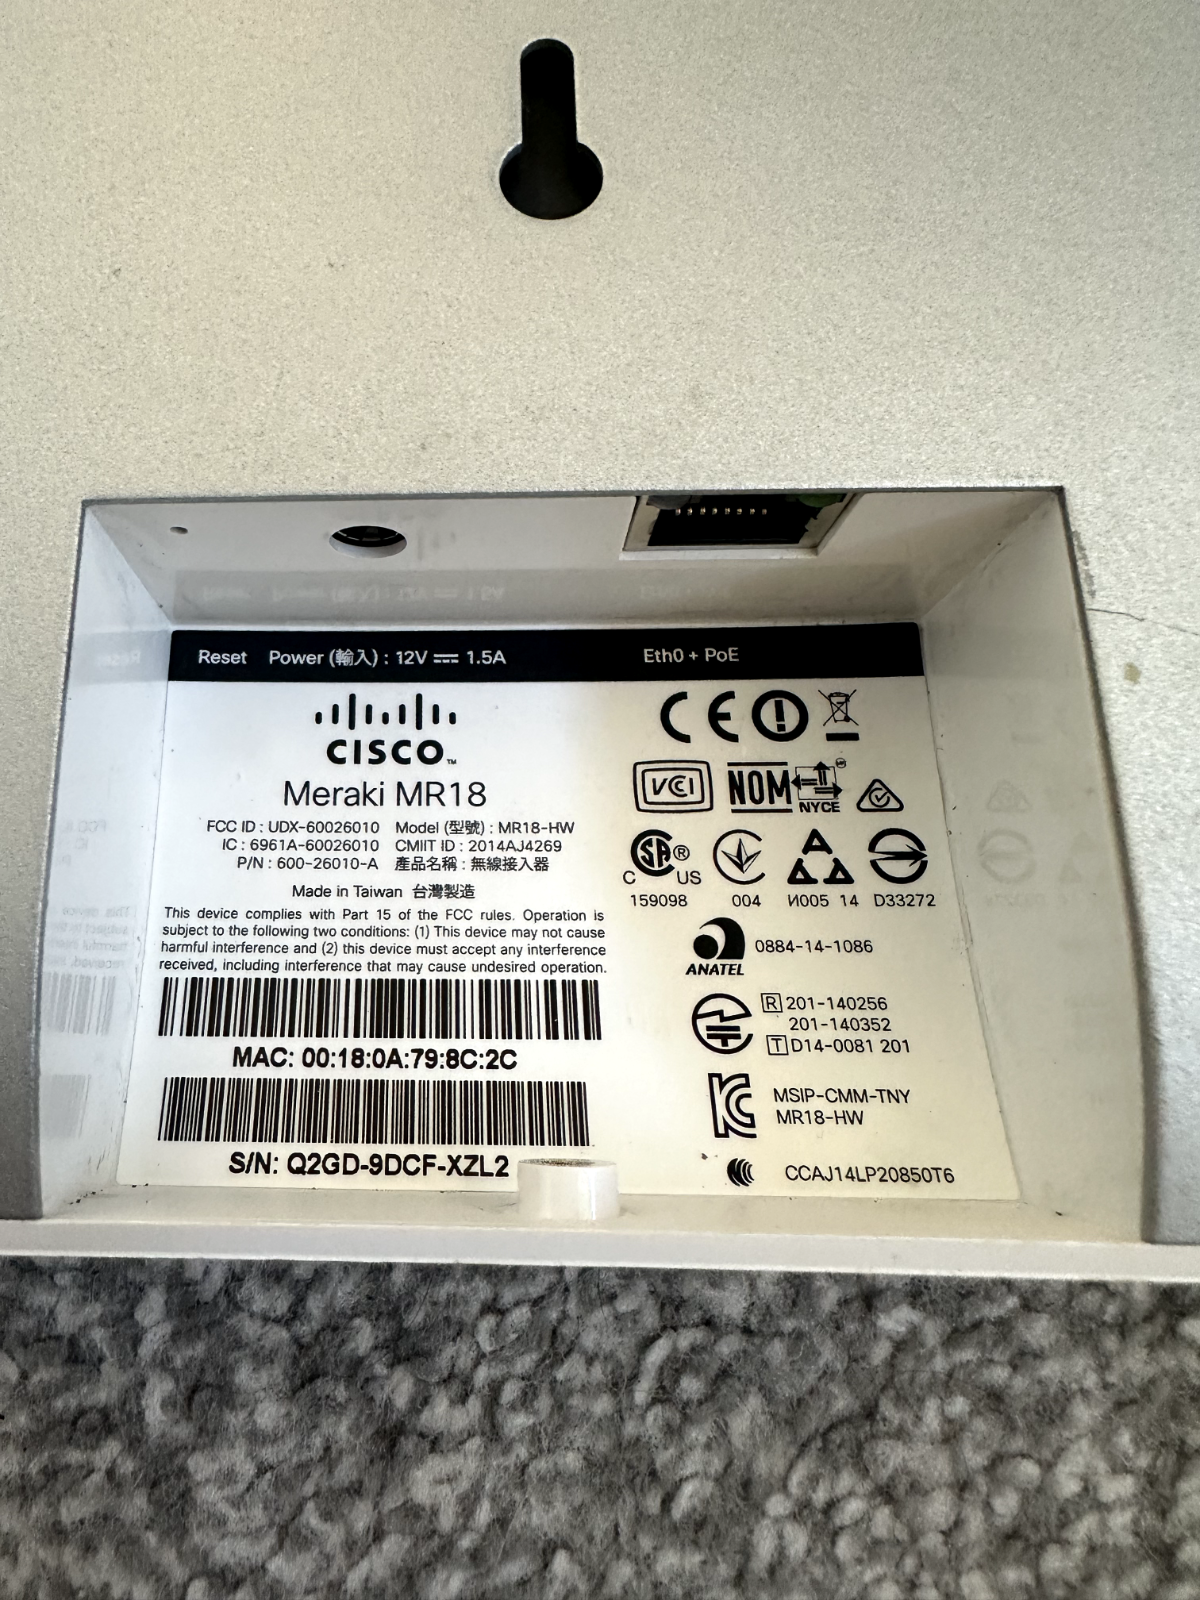 Reset Power (輸入) : 12V 1.5A Eth0 + PoE
CISCO™
Meraki MR18
FCC ID : UDX-60026010 Model (型號) : MR18-HW
IC : 6961A-60026010 CMIIT ID : 2014AJ4269
P/N : 600-26010-A 產品名稱 : 無線接入器
Made in Taiwan 台灣製造
This device complies with Part 15 of the FCC rules. Operation is
subject to the following two conditions: (1) This device may not cause
harmful interference and (2) this device must accept any interference
received, including interference that may cause undesired operation.
MAC: 00:18:0A:79:8C:2C
S/N: Q2GD-9DCF-XZL2
CE
VCCI NOM NYCE
C SA ® US
159098 004 И005 14 D33272
ANATEL 0884-14-1086
R 201-140256
201-140352
T D14-0081 201
MSIP-CMM-TNY
MR18-HW
CCAJ14LP20850T6